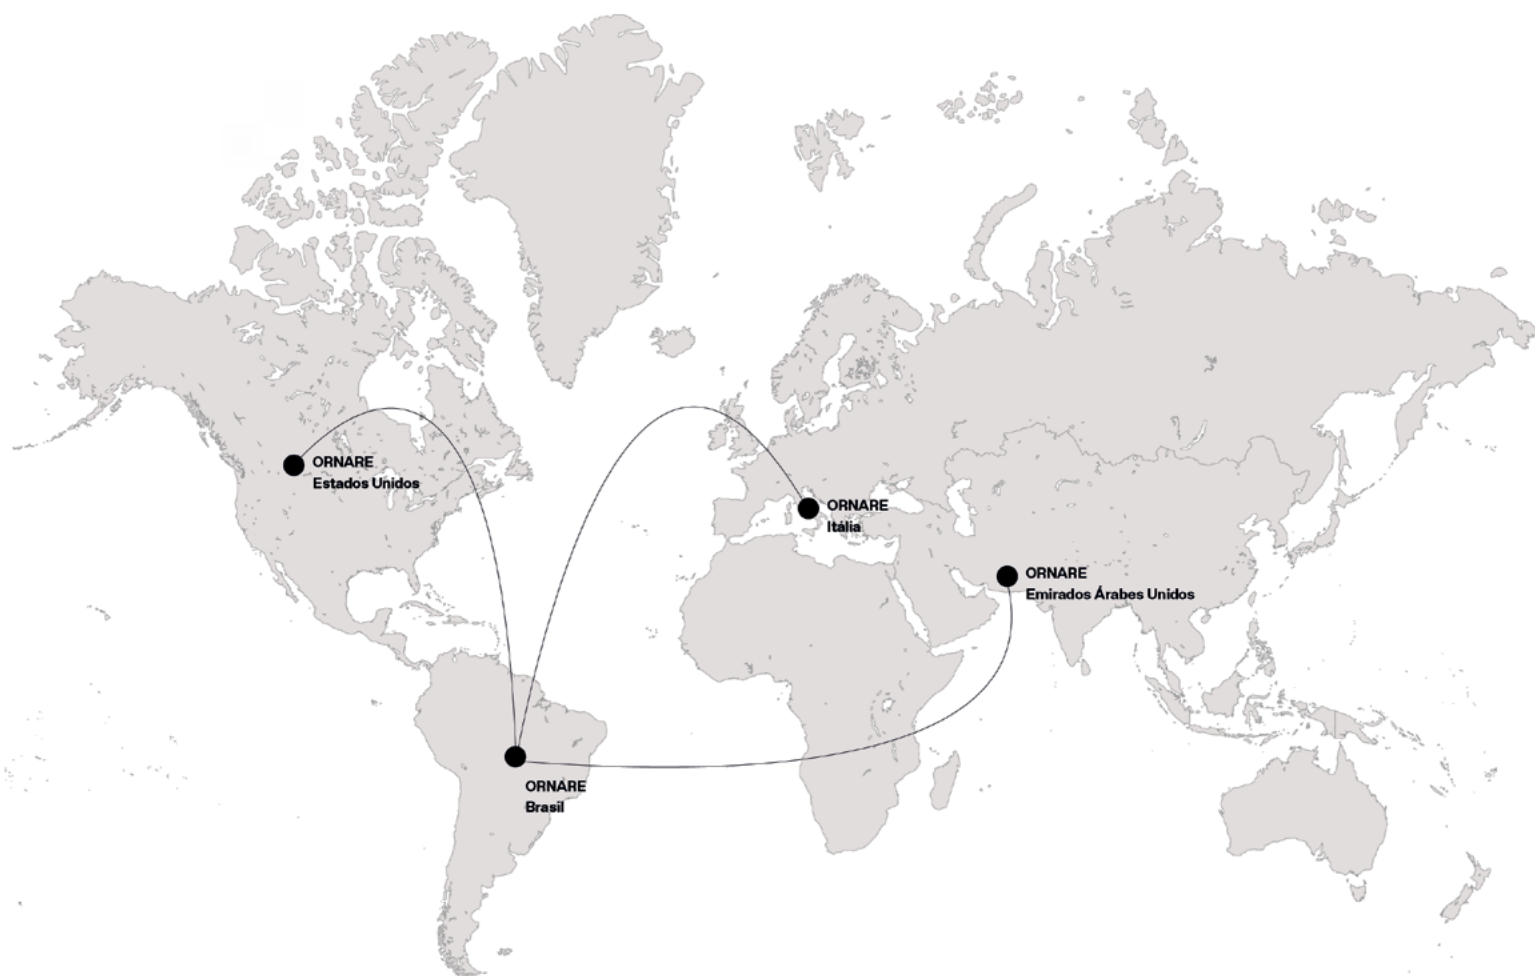 ORNARE
Estados Unidos
ORNARE
Itália
ORNARE
Emirados Árabes Unidos
ORNARE
Brasil